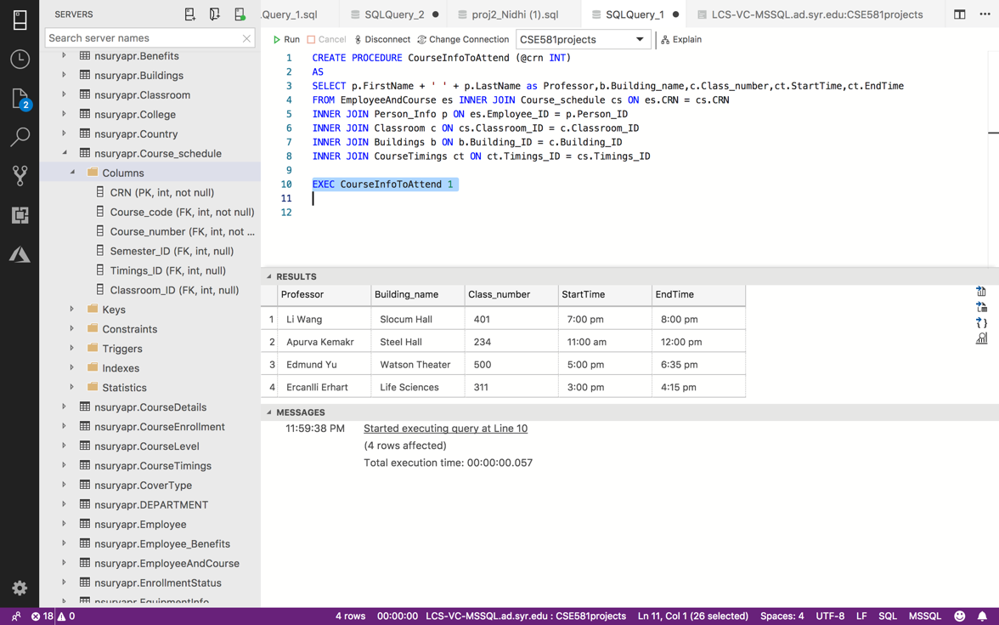 SERVERS
.Query_1.sql
SQLQuery_2
proj2_Nidhi (1).sql
SQLQuery_1
LCS-VC-MSSQL.ad.syr.edu:CSE581projects
Search server names
Run
Cancel
Disconnect
Change Connection
CSE581projects
Explain
nsuryapr.Benefits
nsuryapr.Buildings
nsuryapr.Classroom
nsuryapr.College
nsuryapr.Country
nsuryapr.Course_schedule
Columns
CRN (PK, int, not null)
Course_code (FK, int, not null)
Course_number (FK, int, not ...
Semester_ID (FK, int, null)
Timings_ID (FK, int, null)
Classroom_ID (FK, int, null)
Keys
Constraints
Triggers
Indexes
Statistics
nsuryapr.CourseDetails
nsuryapr.CourseEnrollment
nsuryapr.CourseLevel
nsuryapr.CourseTimings
nsuryapr.CoverType
nsuryapr.DEPARTMENT
nsuryapr.Employee
nsuryapr.Employee_Benefits
nsuryapr.EmployeeAndCourse
nsuryapr.EnrollmentStatus
nsuryapr.EquipmentInfo
2
1 CREATE PROCEDURE CourseInfoToAttend (@crn INT)
2 AS
3 SELECT p.FirstName + ' ' + p.LastName as Professor,b.Building_name,c.Class_number,ct.StartTime,ct.EndTime
4 FROM EmployeeAndCourse es INNER JOIN Course_schedule cs ON es.CRN = cs.CRN
5 INNER JOIN Person_Info p ON es.Employee_ID = p.Person_ID
6 INNER JOIN Classroom c ON cs.Classroom_ID = c.Classroom_ID
7 INNER JOIN Buildings b ON b.Building_ID = c.Building_ID
8 INNER JOIN CourseTimings ct ON ct.Timings_ID = cs.Timings_ID
9
10 EXEC CourseInfoToAttend 1
11
12
RESULTS
Professor Building_name Class_number StartTime EndTime
1 Li Wang Slocum Hall 401 7:00 pm 8:00 pm
2 Apurva Kemakr Steel Hall 234 11:00 am 12:00 pm
3 Edmund Yu Watson Theater 500 5:00 pm 6:35 pm
4 Ercanlli Erhart Life Sciences 311 3:00 pm 4:15 pm
MESSAGES
11:59:38 PM Started executing query at Line 10
(4 rows affected)
Total execution time: 00:00:00.057
18 0 4 rows 00:00:00 LCS-VC-MSSQL.ad.syr.edu : CSE581projects Ln 11, Col 1 (26 selected) Spaces: 4 UTF-8 LF SQL MSSQL